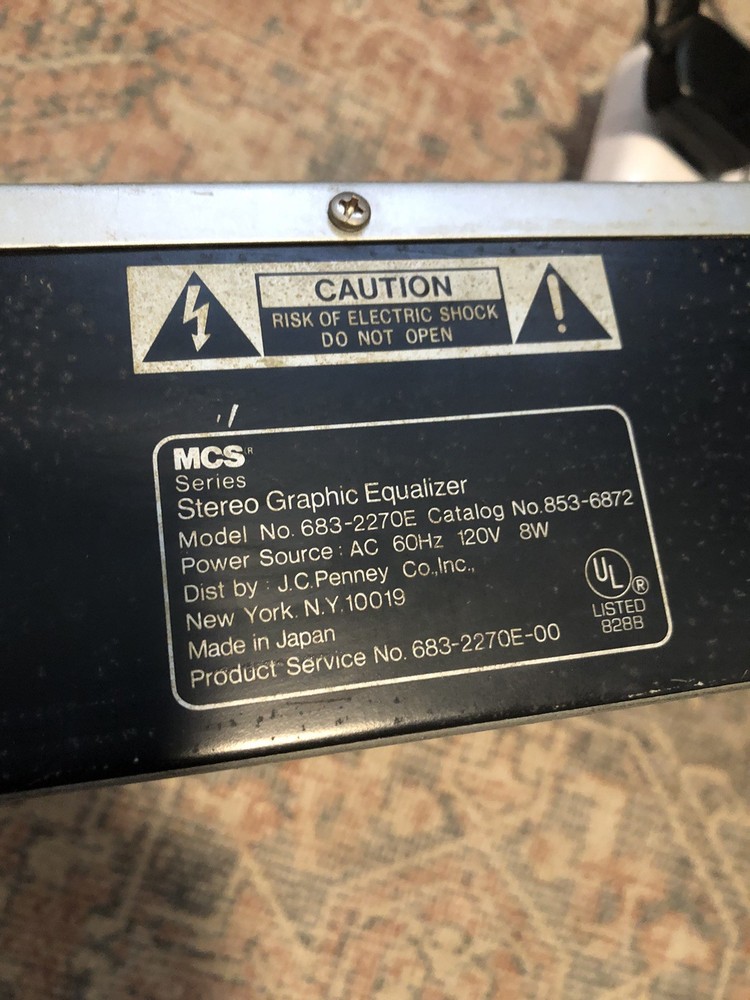 CAUTION
RISK OF ELECTRIC SHOCK
DO NOT OPEN
MCS®
Series
Stereo Graphic Equalizer
Model No. 683-2270E Catalog No.853-6872
Power Source : AC 60Hz 120V 8W
Dist by : J.C.Penney Co.,Inc.,
New York. N.Y.10019
Made in Japan
Product Service No. 683-2270E-00
UL®
LISTED
828B